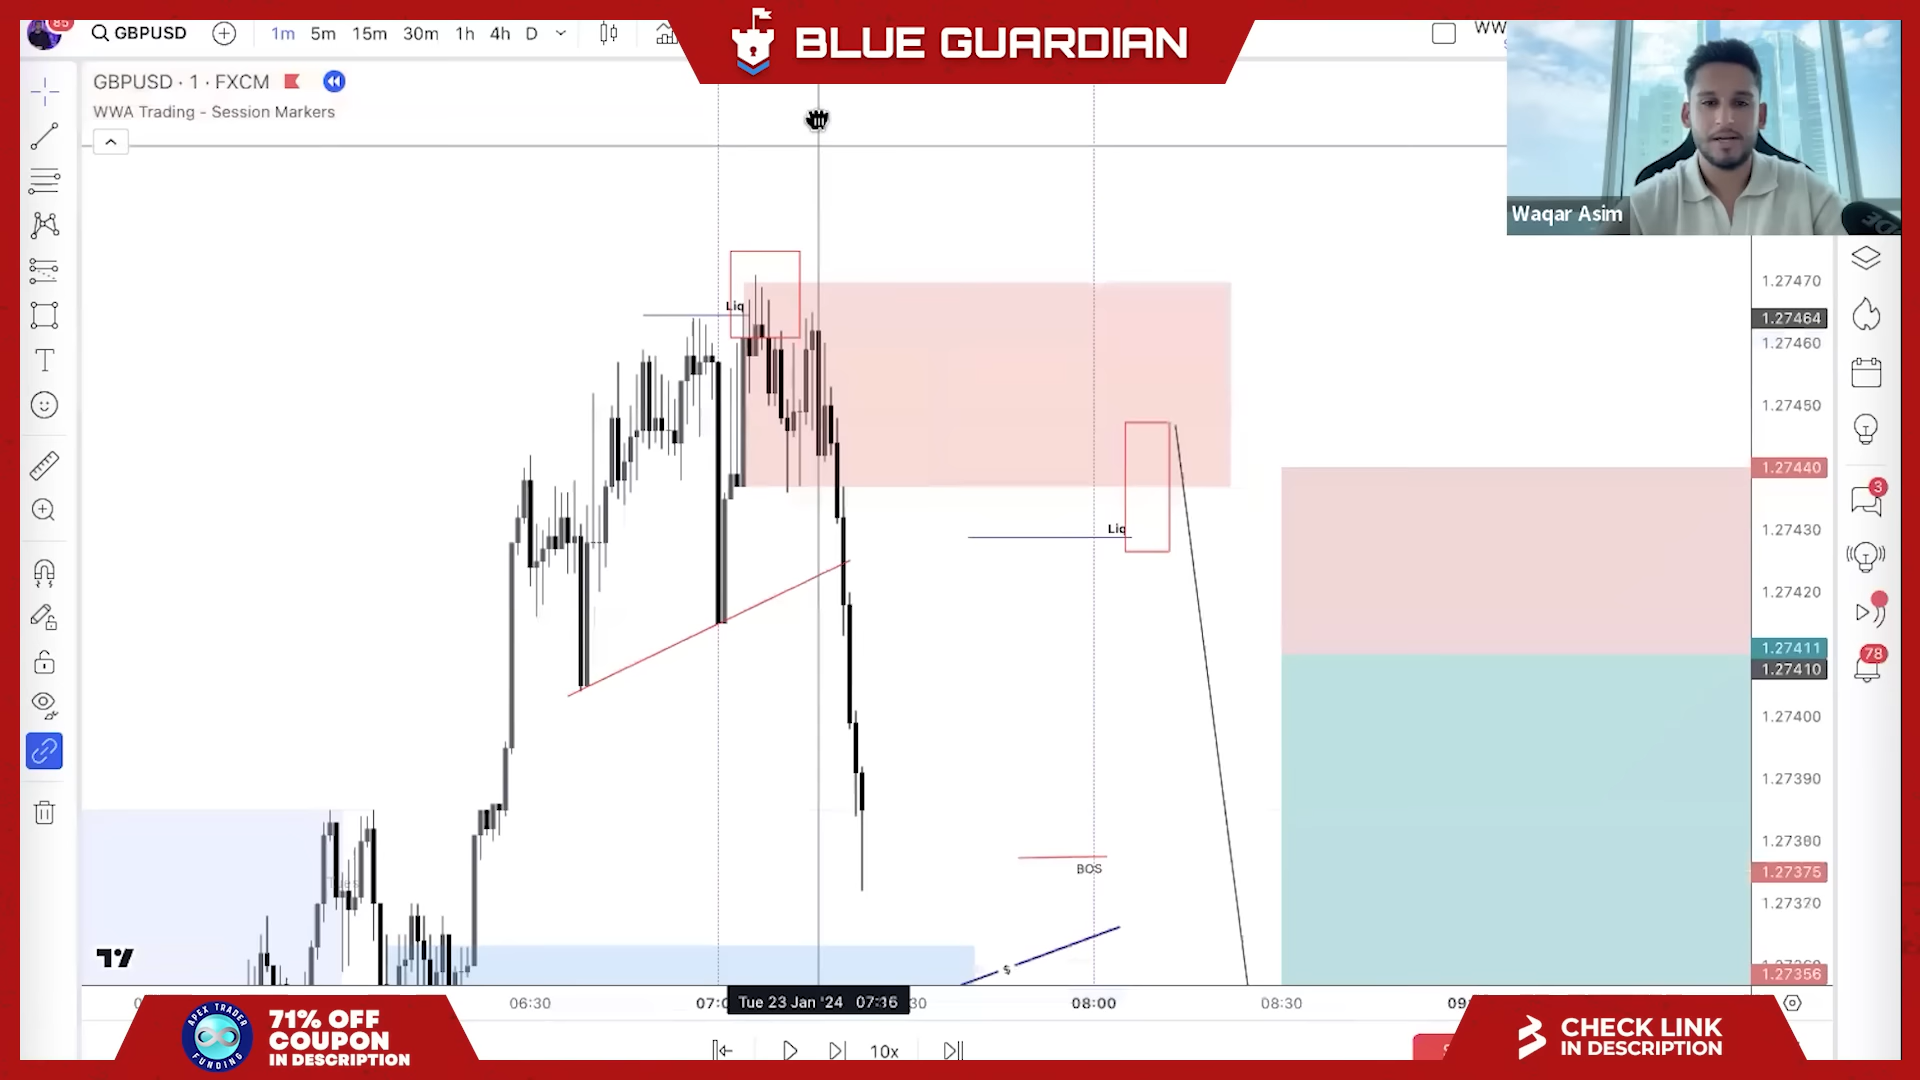 85
GBPUSD
1m 5m 15m 30m 1h 4h D
BLUE GUARDIAN
WW
GBPUSD · 1 · FXCM
WWA Trading - Session Markers
Waqar Asim
Liq
1.27470
1.27464
1.27460
1.27450
1.27440
3
Liq
1.27430
1.27420
1.27411
1.27410
78
1.27400
1.27390
1.27380
BOS
1.27375
1.27370
$
1.27356
06:30
Tue 23 Jan '24 07:16
08:00
08:30
71% OFF
COUPON
IN DESCRIPTION
APEX TRADER
FUNDING
10x
CHECK LINK
IN DESCRIPTION